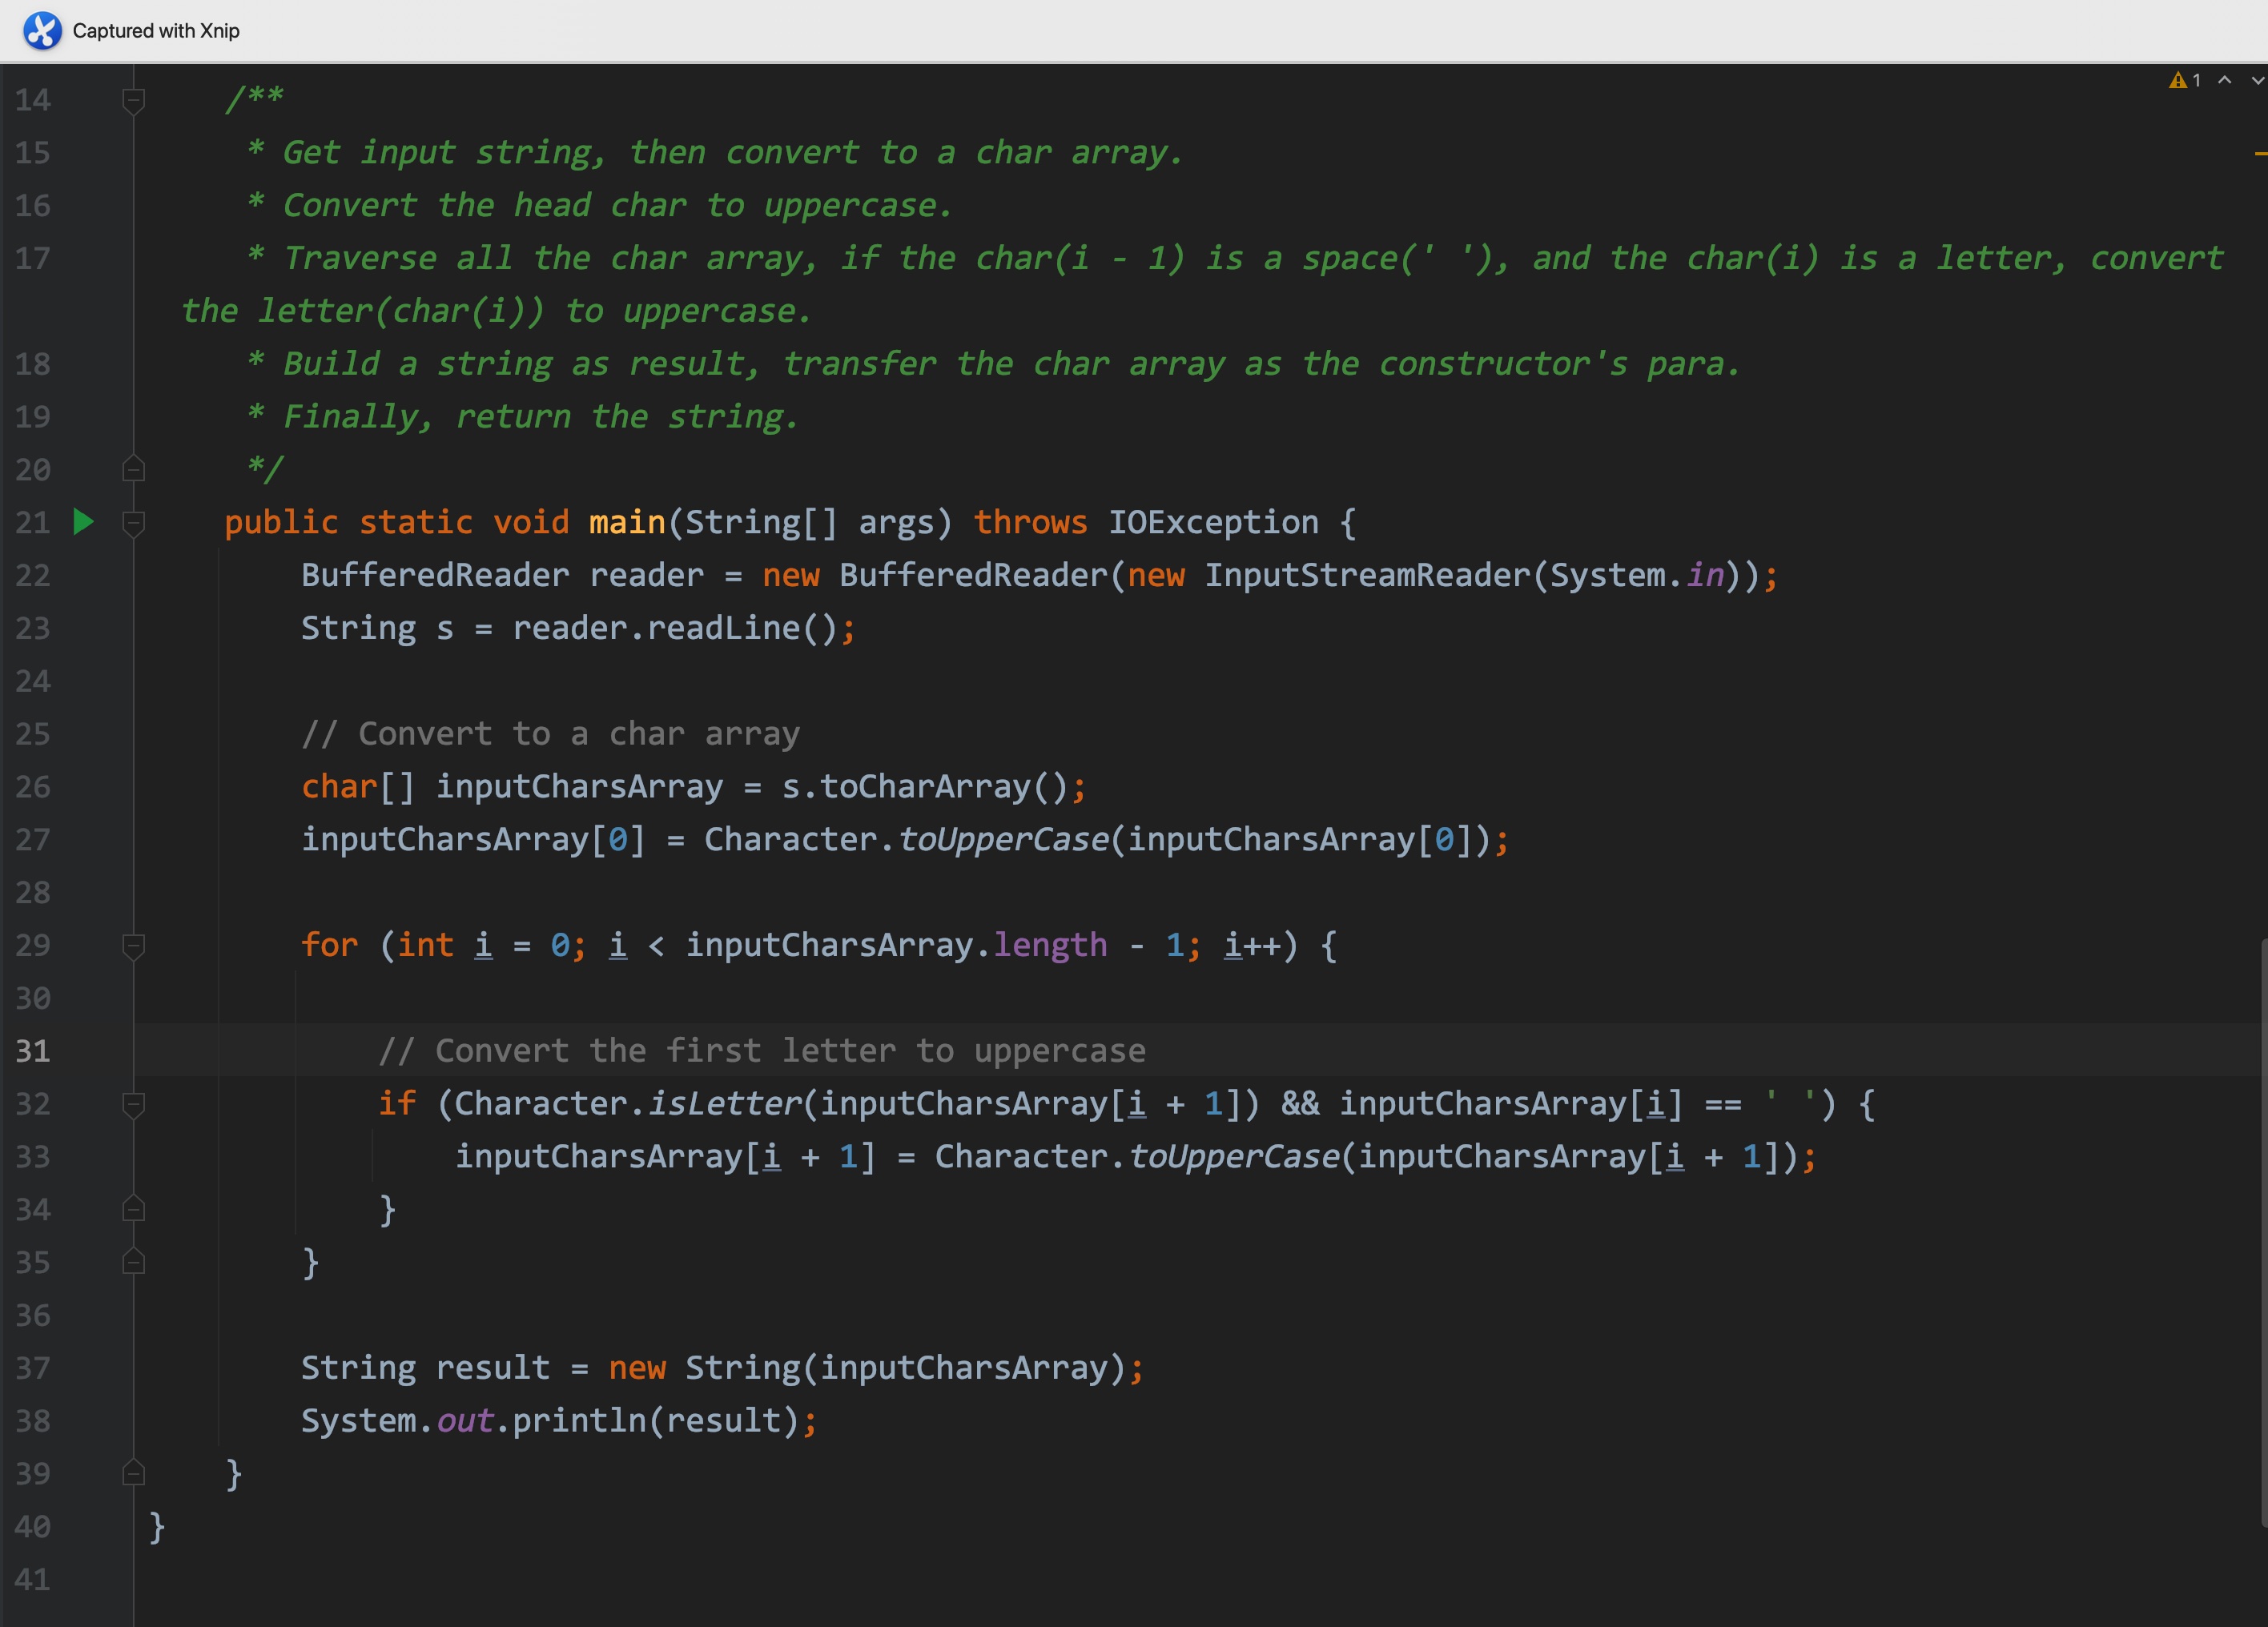 Captured with Xnip
1
14 /**
15 * Get input string, then convert to a char array.
16 * Convert the head char to uppercase.
17 * Traverse all the char array, if the char(i - 1) is a space(' '), and the char(i) is a letter, convert
the letter(char(i)) to uppercase.
18 * Build a string as result, transfer the char array as the constructor's para.
19 * Finally, return the string.
20 */
21 public static void main(String[] args) throws IOException {
22 BufferedReader reader = new BufferedReader(new InputStreamReader(System.in));
23 String s = reader.readLine();
24
25 // Convert to a char array
26 char[] inputCharsArray = s.toCharArray();
27 inputCharsArray[0] = Character.toUpperCase(inputCharsArray[0]);
28
29 for (int i = 0; i < inputCharsArray.length - 1; i++) {
30
31 // Convert the first letter to uppercase
32 if (Character.isLetter(inputCharsArray[i + 1]) && inputCharsArray[i] == ' ') {
33 inputCharsArray[i + 1] = Character.toUpperCase(inputCharsArray[i + 1]);
34 }
35 }
36
37 String result = new String(inputCharsArray);
38 System.out.println(result);
39 }
40 }
41